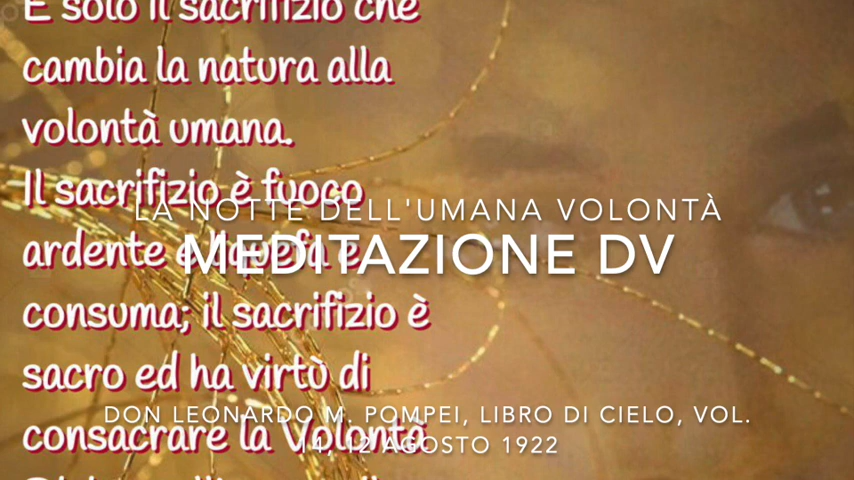 È solo il sacrifizio che
cambia la natura alla
volontà umana.
Il sacrifizio è fuoco
ardente e
consuma; il sacrifizio è
sacro ed ha virtù di
consacrare la Volontà
LA NOTTE DELL'UMANA VOLONTÀ
MEDITAZIONE DV
DON LEONARDO M. POMPEI, LIBRO DI CIELO, VOL.
14, 12 AGOSTO 1922